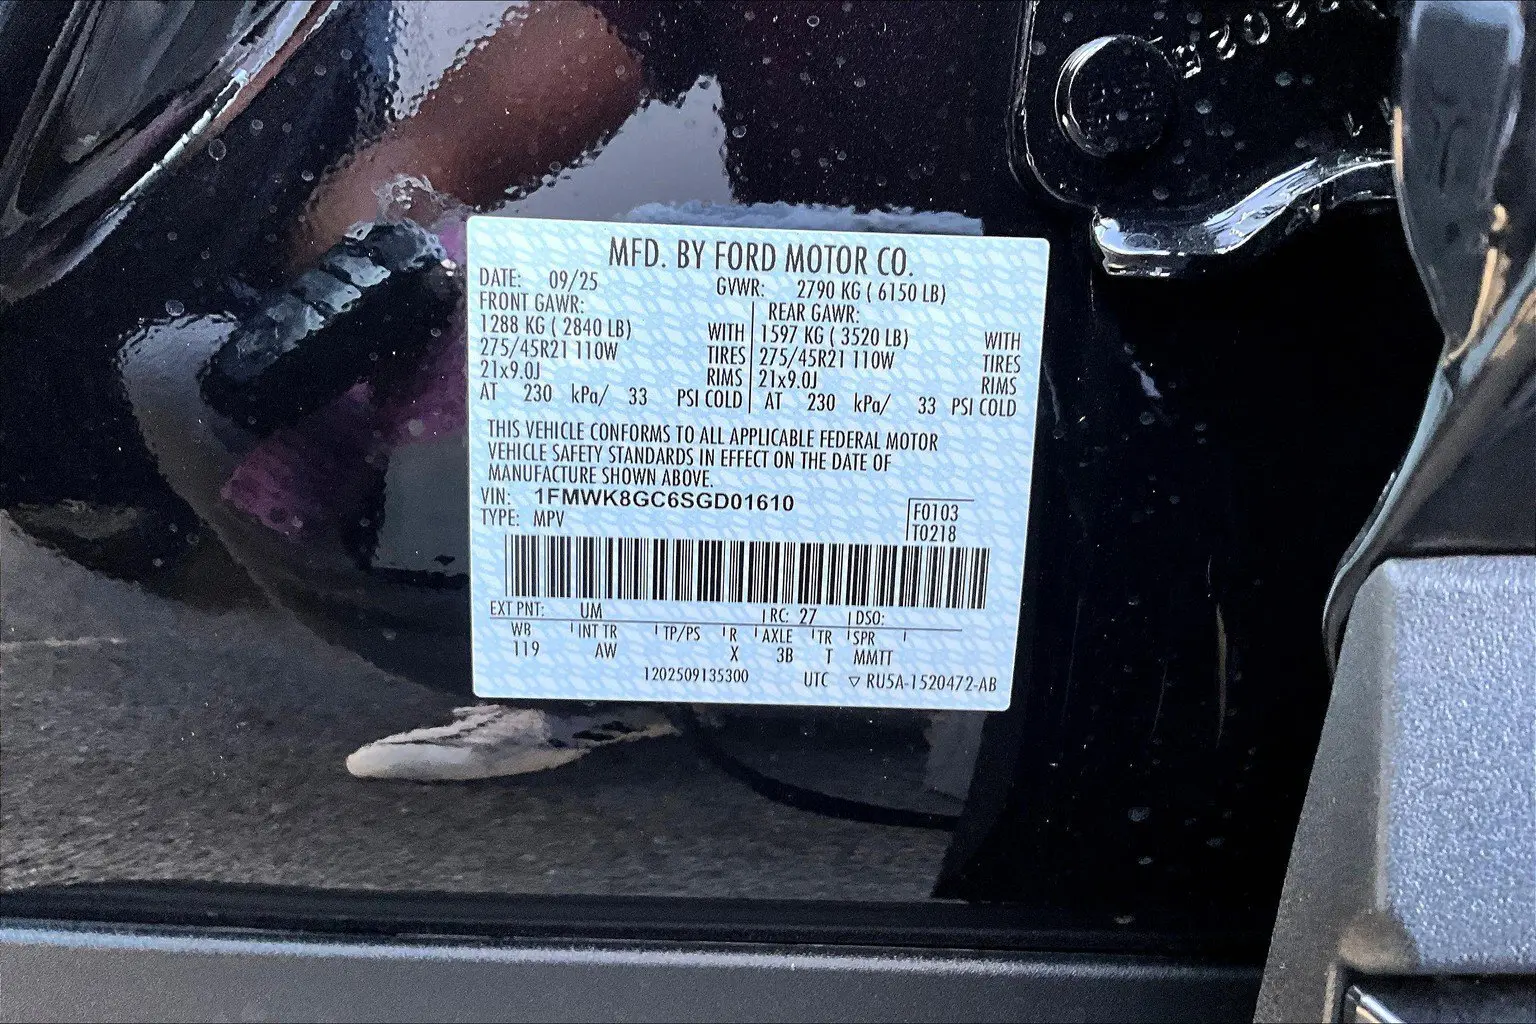 MFD. BY FORD MOTOR CO.
DATE: 09/25 GVWR: 2790 KG ( 6150 LB)
FRONT GAWR: REAR GAWR:
1288 KG ( 2840 LB) WITH 1597 KG ( 3520 LB) WITH
275/45R21 110W TIRES 275/45R21 110W TIRES
21x9.0J RIMS 21x9.0J RIMS
AT 230 kPa/ 33 PSI COLD AT 230 kPa/ 33 PSI COLD
THIS VEHICLE CONFORMS TO ALL APPLICABLE FEDERAL MOTOR
VEHICLE SAFETY STANDARDS IN EFFECT ON THE DATE OF
MANUFACTURE SHOWN ABOVE.
VIN: 1FMWK8GC6SGD01610 F0103
TYPE: MPV T0218
EXT PNT: UM RC: 27 DSO:
WB INT TR TP/PS R AXLE TR SPR
119 AW X 3B T MMTT
1202509135300 UTC ▽ RU5A-1520472-AB